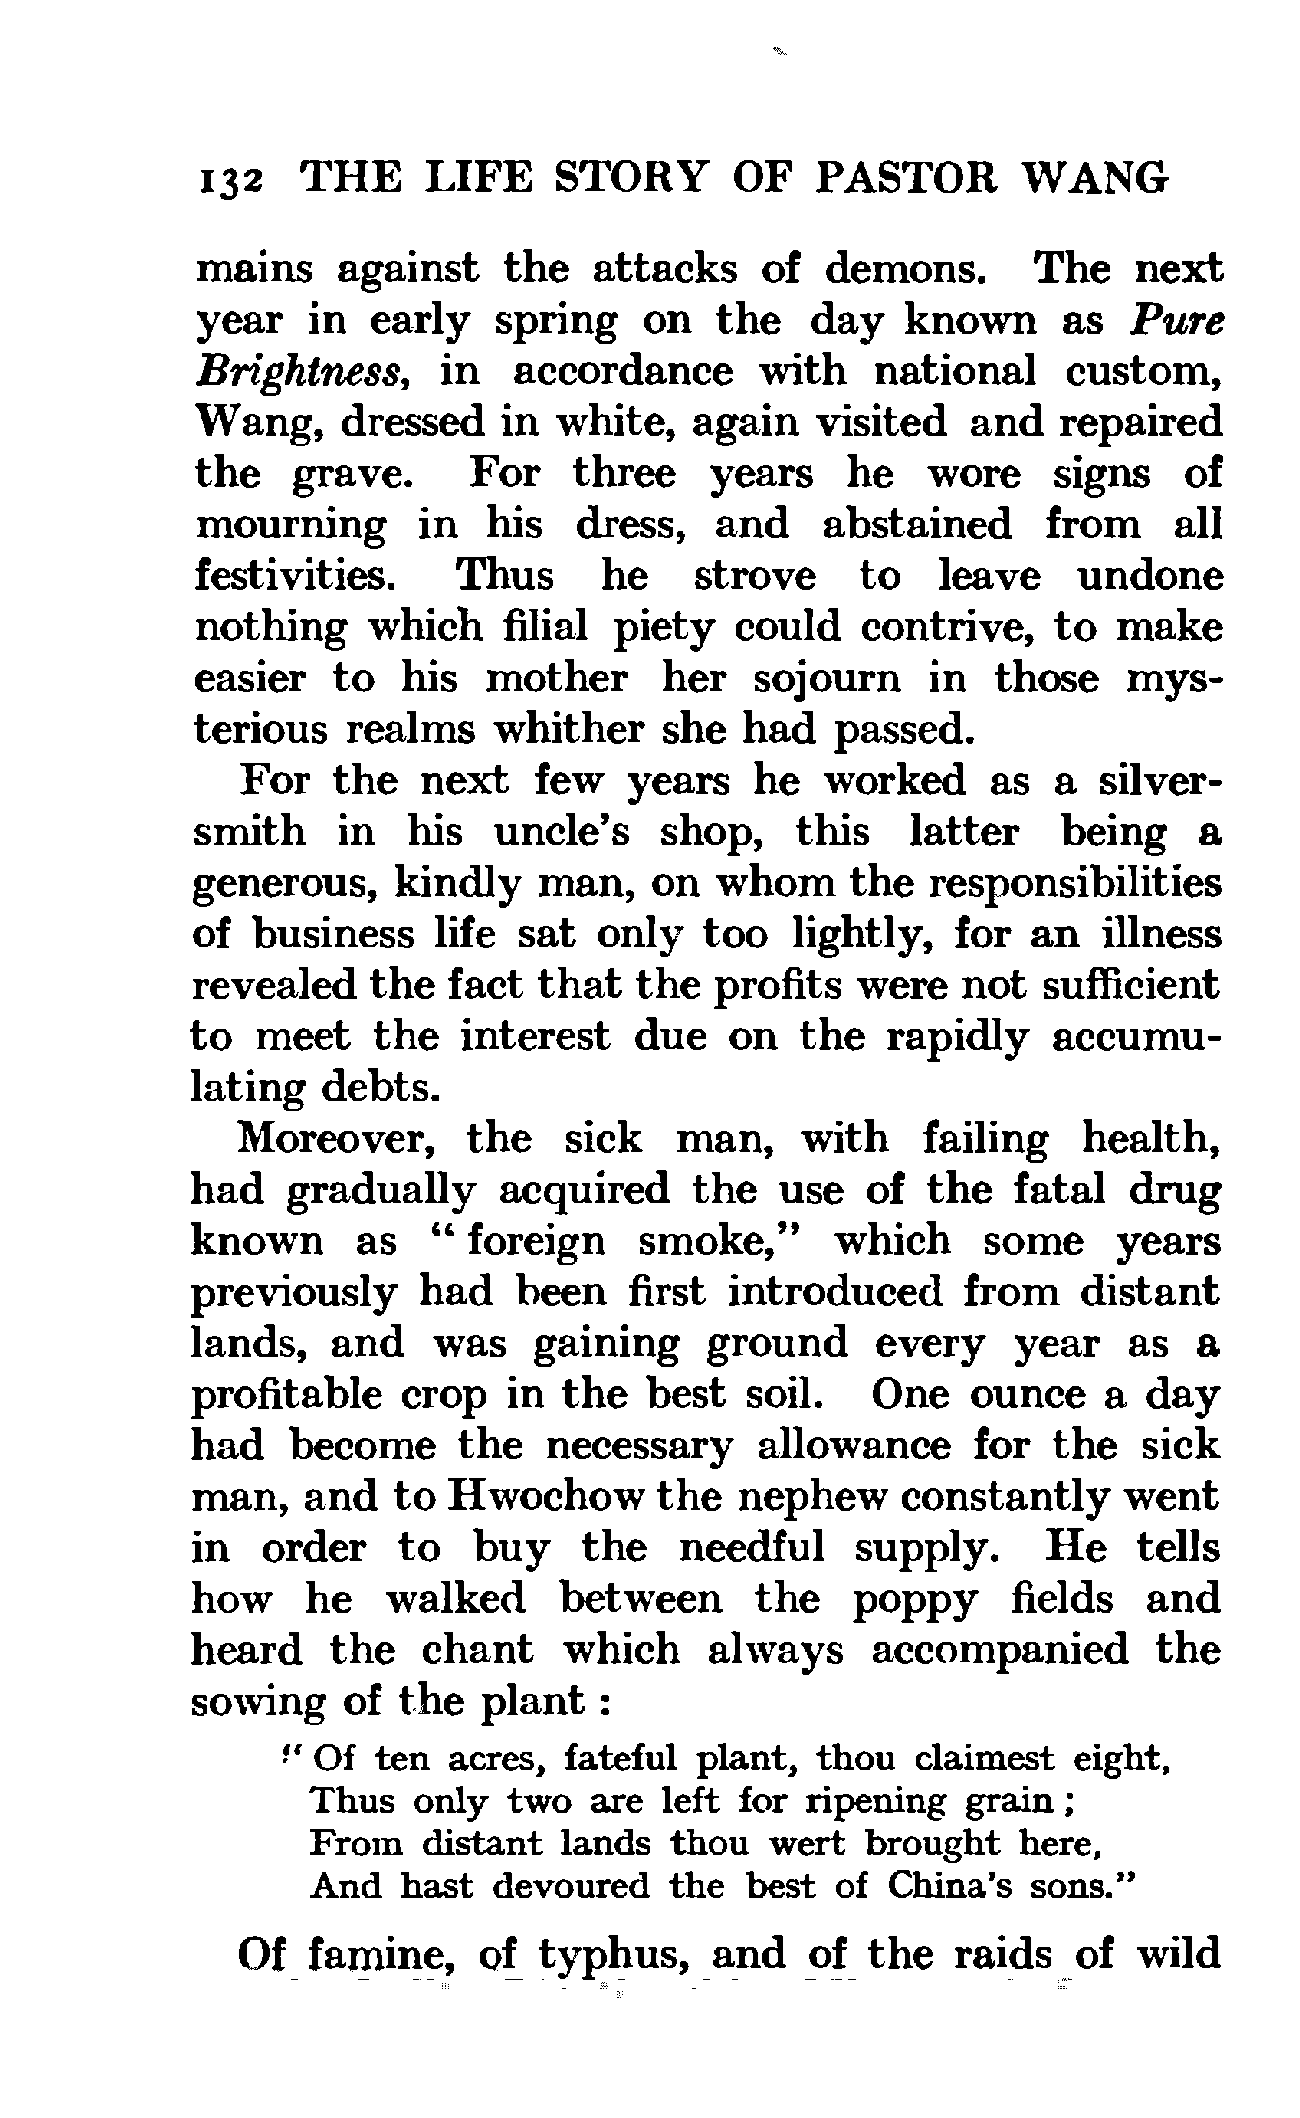 132 THE LIFE STORY OF PASTOR WANG
mains against the attacks of demons. The next
year in early spring on the day known as Pure
Brightness, in accordance with national custom,
Wang, dressed in white, again visited and repaired
the grave. For three years he wore signs of
mourning in his dress, and abstained from all
festivities. Thus he strove to leave undone
nothing which filial piety could contrive, to make
easier to his mother her sojourn in those mys-
terious realms whither she had passed.
For the next few years he worked as a silver-
smith in his uncle's shop, this latter being a
generous, kindly man, on whom the responsibilities
of business life sat only too lightly, for an illness
revealed the fact that the profits were not sufficient
to meet the interest due on the rapidly accumu-
lating debts.
Moreover, the sick man, with failing health,
had gradually acquired the use of the fatal drug
known as "foreign smoke," which some years
previously had been first introduced from distant
lands, and was gaining ground every year as a
profitable crop in the best soil. One ounce a day
had become the necessary allowance for the sick
man, and to Hwochow the nephew constantly went
in order to buy the needful supply. He tells
how he walked between the poppy fields and
heard the chant which always accompanied the
sowing of the plant :
"Of ten acres, fateful plant, thou claimest eight,
Thus only two are left for ripening grain ;
From distant lands thou wert brought here,
And hast devoured the best of China's sons."
Of famine, of typhus, and of the raids of wild